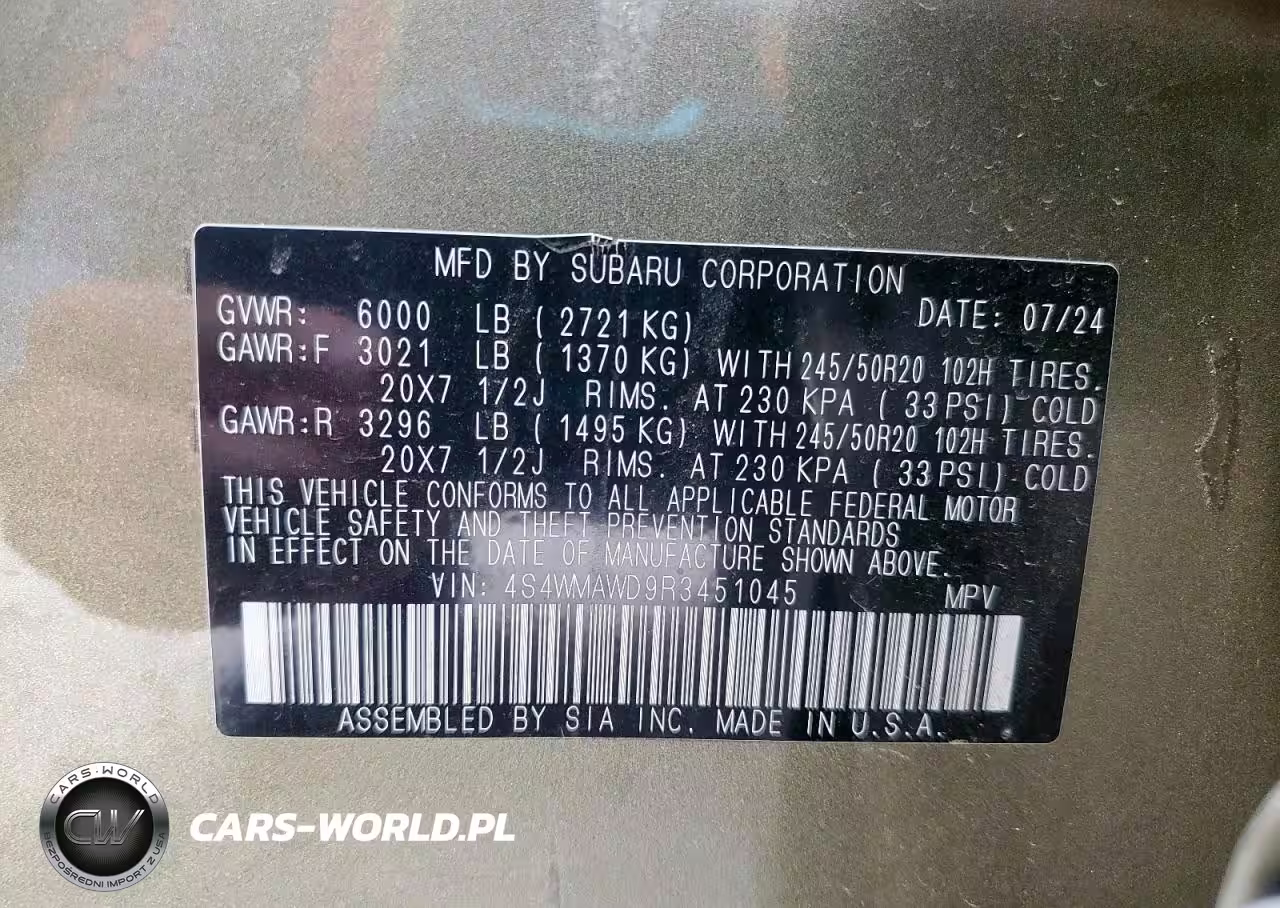 MFD BY SUBARU CORPORATION
GVWR: 6000 LB ( 2721 KG) DATE: 07/24
GAWR:F 3021 LB ( 1370 KG) WITH 245/50R20 102H TIRES.
20X7 1/2J RIMS. AT 230 KPA ( 33 PSI) COLD
GAWR:R 3296 LB ( 1495 KG) WITH 245/50R20 102H TIRES.
20X7 1/2J RIMS. AT 230 KPA ( 33 PSI) COLD
THIS VEHICLE CONFORMS TO ALL APPLICABLE FEDERAL MOTOR
VEHICLE SAFETY AND THEFT PREVENTION STANDARDS
IN EFFECT ON THE DATE OF MANUFACTURE SHOWN ABOVE.
VIN: 4S4WMAWD9R3451045 MPV
ASSEMBLED BY SIA INC. MADE IN U.S.A.
CARS-WORLD
CW
BEZPOŚREDNI IMPORT Z USA
CARS-WORLD.PL